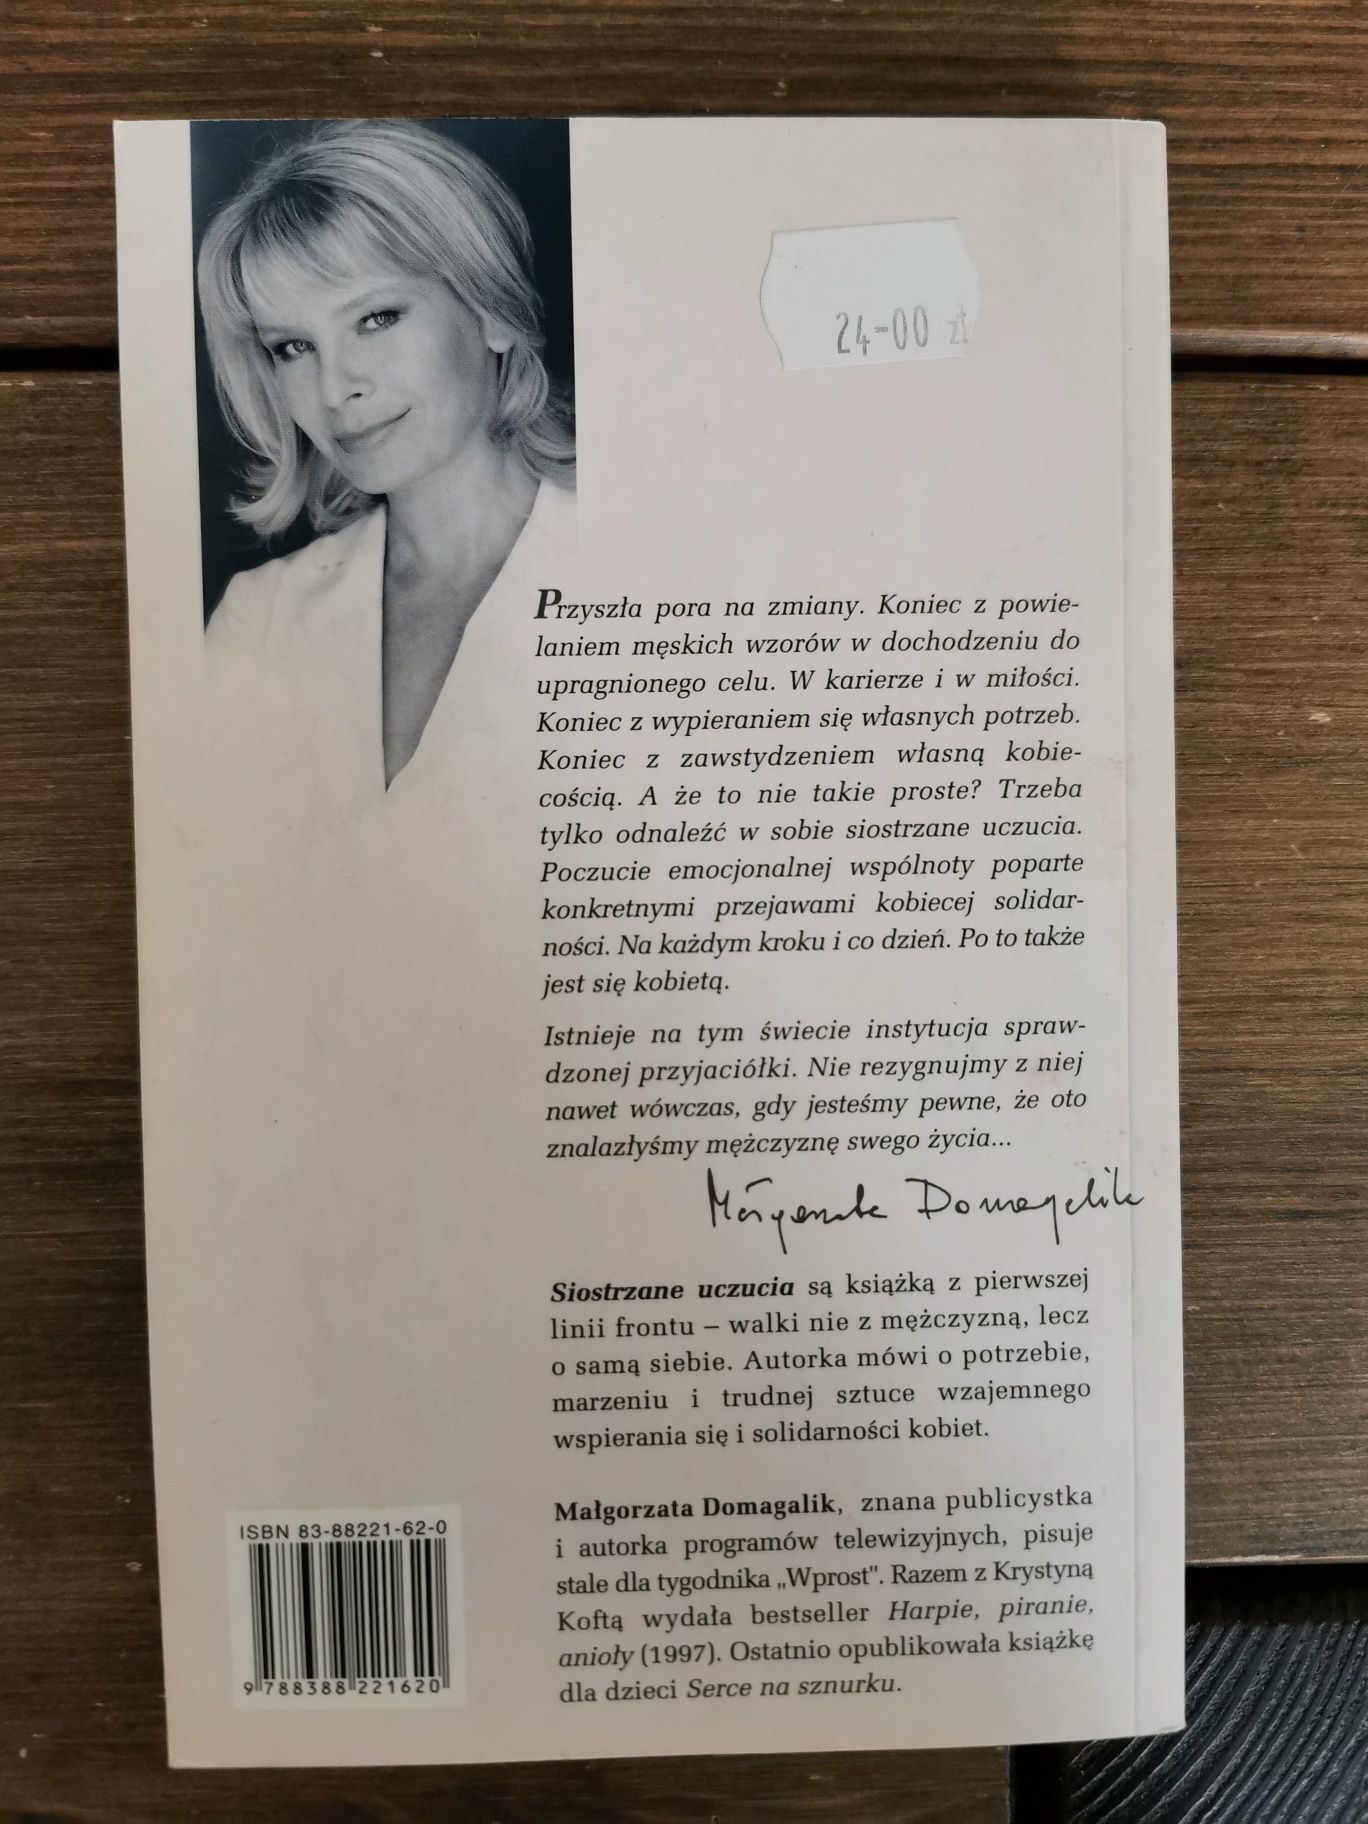 24-00 zł
Przyszła pora na zmiany. Koniec z powie-
laniem męskich wzorów w dochodzeniu do
upragnionego celu. W karierze i w miłości.
Koniec z wypieraniem się własnych potrzeb.
Koniec z zawstydzeniem własną kobie-
cością. A że to nie takie proste? Trzeba
tylko odnaleźć w sobie siostrzane uczucia.
Poczucie emocjonalnej wspólnoty poparte
konkretnymi przejawami kobiecej solidar-
ności. Na każdym kroku i co dzień. Po to także
jest się kobietą.
Istnieje na tym świecie instytucja spraw-
dzonej przyjaciółki. Nie rezygnujmy z niej
nawet wówczas, gdy jesteśmy pewne, że oto
znalazłyśmy mężczyznę swego życia...
Małgorzata Domagalik
Siostrzane uczucia są książką z pierwszej
linii frontu – walki nie z mężczyzną, lecz
o samą siebie. Autorka mówi o potrzebie,
marzeniu i trudnej sztuce wzajemnego
wspierania się i solidarności kobiet.
Małgorzata Domagalik, znana publicystka
i autorka programów telewizyjnych, pisuje
stale dla tygodnika „Wprost". Razem z Krystyną
Koftą wydała bestseller Harpie, piranie,
anioły (1997). Ostatnio opublikowała książkę
dla dzieci Serce na sznurku.
ISBN 83-88221-62-0
9 788388 221620